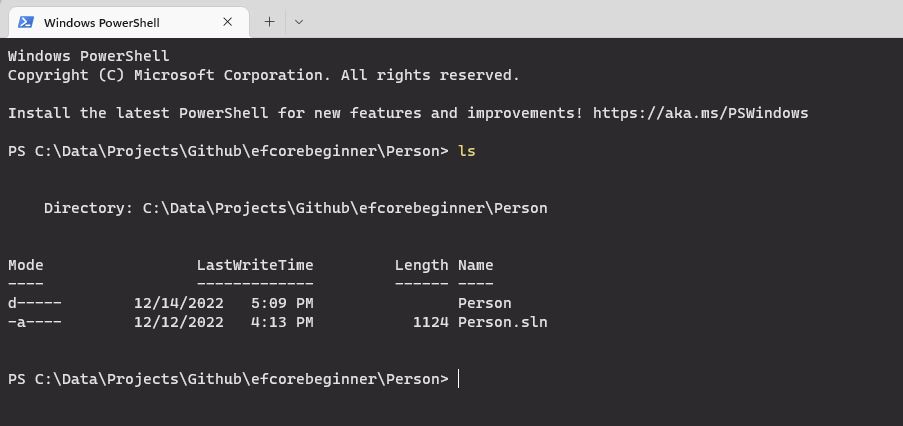 Windows PowerShell
Windows PowerShell
Copyright (C) Microsoft Corporation. All rights reserved.
Install the latest PowerShell for new features and improvements! https://aka.ms/PSWindows
PS C:\Data\Projects\Github\efcorebeginner\Person> ls
Directory: C:\Data\Projects\Github\efcorebeginner\Person
Mode                 LastWriteTime         Length Name
----                 -------------         ------ ----
d-----        12/14/2022   5:09 PM                Person
-a----        12/12/2022   4:13 PM           1124 Person.sln
PS C:\Data\Projects\Github\efcorebeginner\Person>